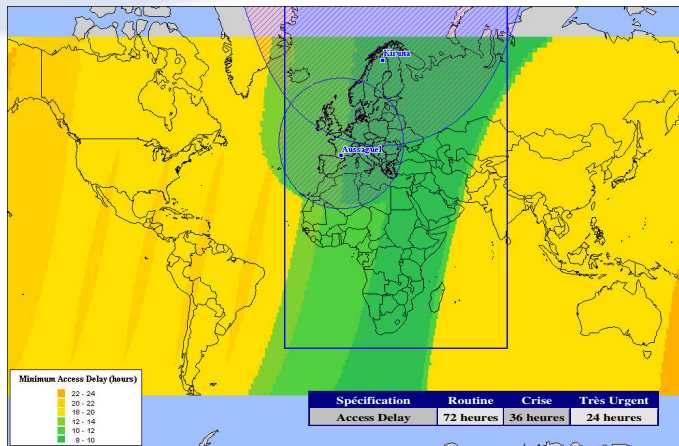 Kiruna
Aussaguel
Minimum Access Delay (hours)
22 - 24
20 - 22
18 - 20
12 - 14
10 - 12
8 - 10
Spécification Routine Crise Très Urgent
Access Delay 72 heures 36 heures 24 heures